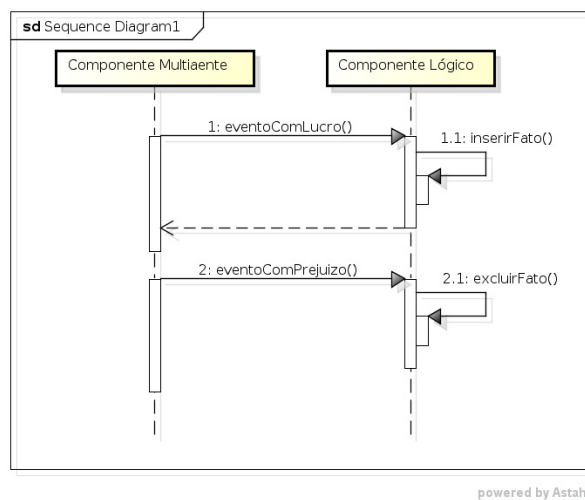 sd Sequence Diagram1
Componente Multiaente
Componente Lógico
1: eventoComLucro()
1.1: inserirFato()
2: eventoComPrejuizo()
2.1: excluirFato()
powered by Astah